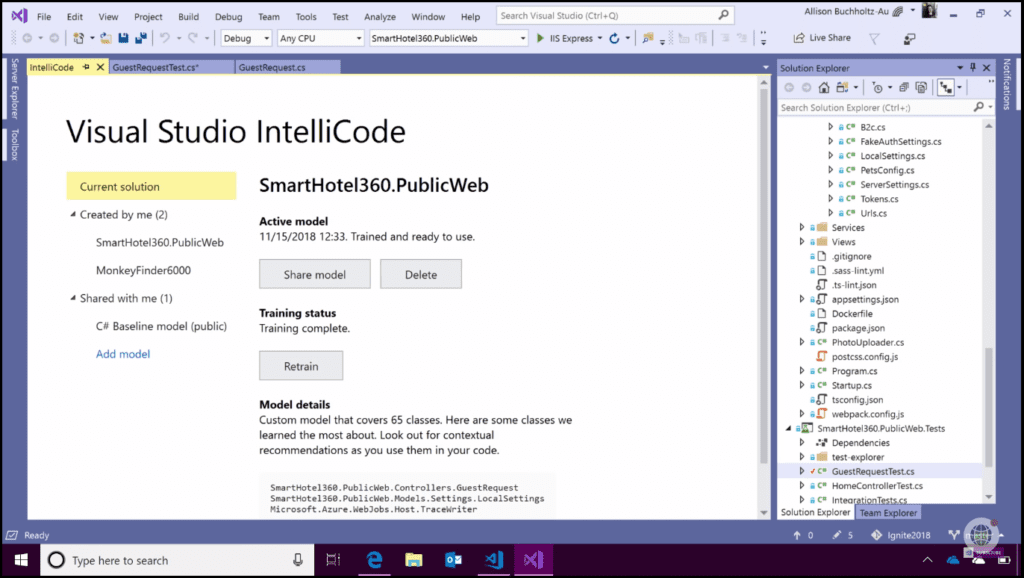 File Edit View Project Build Debug Team Tools Test Analyze Window Help Search Visual Studio (Ctrl+Q) Allison Buchholtz-Au
Debug Any CPU SmartHotel360.PublicWeb IIS Express Live Share
Server Explorer
Toolbox
IntelliCode GuestRequestTest.cs* GuestRequest.cs
Visual Studio IntelliCode
Current solution
Created by me (2)
SmartHotel360.PublicWeb
MonkeyFinder6000
Shared with me (1)
C# Baseline model (public)
Add model
SmartHotel360.PublicWeb
Active model
11/15/2018 12:33. Trained and ready to use.
Share model Delete
Training status
Training complete.
Retrain
Model details
Custom model that covers 65 classes. Here are some classes we
learned the most about. Look out for contextual
recommendations as you use them in your code.
SmartHotel360.PublicWeb.Controllers.GuestRequest
SmartHotel360.PublicWeb.Models.Settings.LocalSettings
Microsoft.Azure.WebJobs.Host.TraceWriter
Solution Explorer
Search Solution Explorer (Ctrl+;)
C# B2c.cs
C# FakeAuthSettings.cs
C# LocalSettings.cs
C# PetsConfig.cs
C# ServerSettings.cs
C# Tokens.cs
C# Urls.cs
Services
Views
.gitignore
.sass-lint.yml
.ts-lint.json
appsettings.json
Dockerfile
package.json
C# PhotoUploader.cs
postcss.config.js
C# Program.cs
C# Startup.cs
tsconfig.json
webpack.config.js
SmartHotel360.PublicWeb.Tests
Dependencies
test-explorer
C# GuestRequestTest.cs
C# HomeControllerTest.cs
C# IntegrationTests.cs
Solution Explorer Team Explorer
Notifications
Ready 0 5 Ignite2018
Type here to search